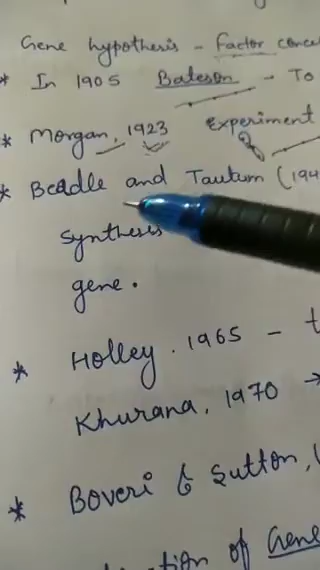 Gene hypothesis - Factor conce
* In 1905 Bateson - To
* Morgan, 1923 Experiment
* Beadle and Tautum (194
synthesis
gene.
* Holley . 1965 - t
Khurana, 1970 →
* Boveri & Sutton, (
of Gene